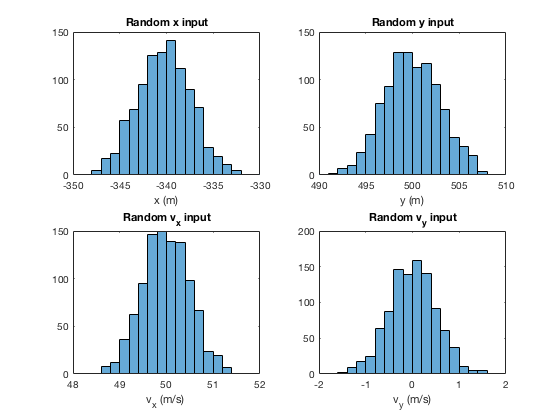 Random x input
150
100
50
0
-350 -345 -340 -335 -330
x (m)
Random y input
150
100
50
0
490 495 500 505 510
y (m)
Random v_x input
150
100
50
0
48 49 50 51 52
v_x (m/s)
Random v_y input
200
150
100
50
0
-2 -1 0 1 2
v_y (m/s)